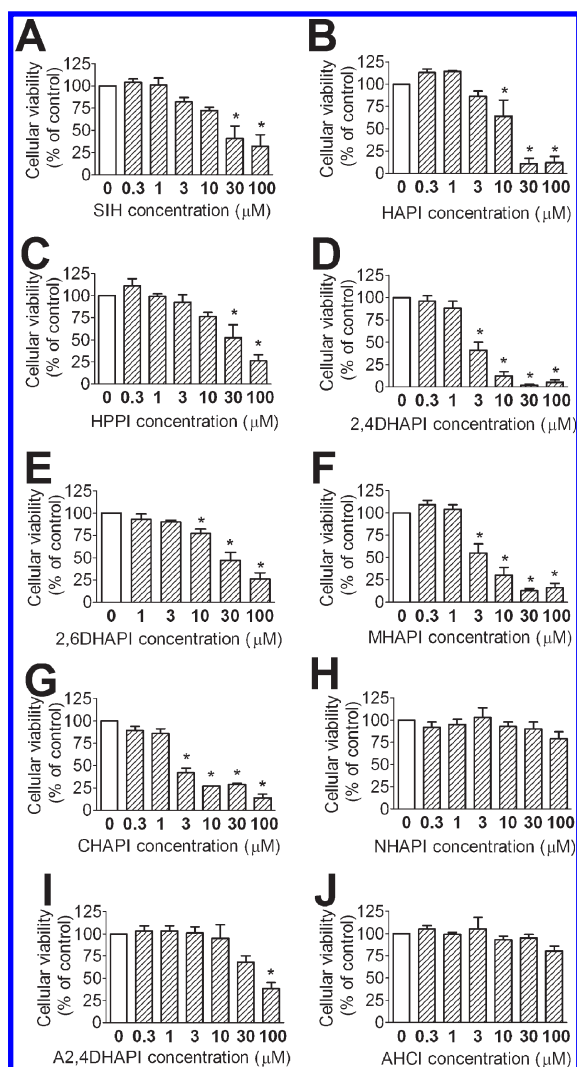 A
Cellular viability
(% of control)
125
100
75
50
25
0
0 0.3 1 3 10 30 100
* *
SIH concentration (μM)
B
Cellular viability
(% of control)
125
100
75
50
25
0
0 0.3 1 3 10 30 100
* * *
HAPI concentration (μM)
C
Cellular viability
(% of control)
125
100
75
50
25
0
0 0.3 1 3 10 30 100
* *
HPPI concentration (μM)
D
Cellular viability
(% of control)
125
100
75
50
25
0
0 0.3 1 3 10 30 100
* * * *
2,4DHAPI concentration (μM)
E
Cellular viability
(% of control)
125
100
75
50
25
0
0 1 3 10 30 100
* * *
2,6DHAPI concentration (μM)
F
Cellular viability
(% of control)
125
100
75
50
25
0
0 0.3 1 3 10 30 100
* * * *
MHAPI concentration (μM)
G
Cellular viability
(% of control)
125
100
75
50
25
0
0 0.3 1 3 10 30 100
* * * *
CHAPI concentration (μM)
H
Cellular viability
(% of control)
125
100
75
50
25
0
0 0.3 1 3 10 30 100
NHAPI concentration (μM)
I
Cellular viability
(% of control)
125
100
75
50
25
0
0 0.3 1 3 10 30 100
*
A2,4DHAPI concentration (μM)
J
Cellular viability
(% of control)
125
100
75
50
25
0
0 0.3 1 3 10 30 100
AHCI concentration (μM)